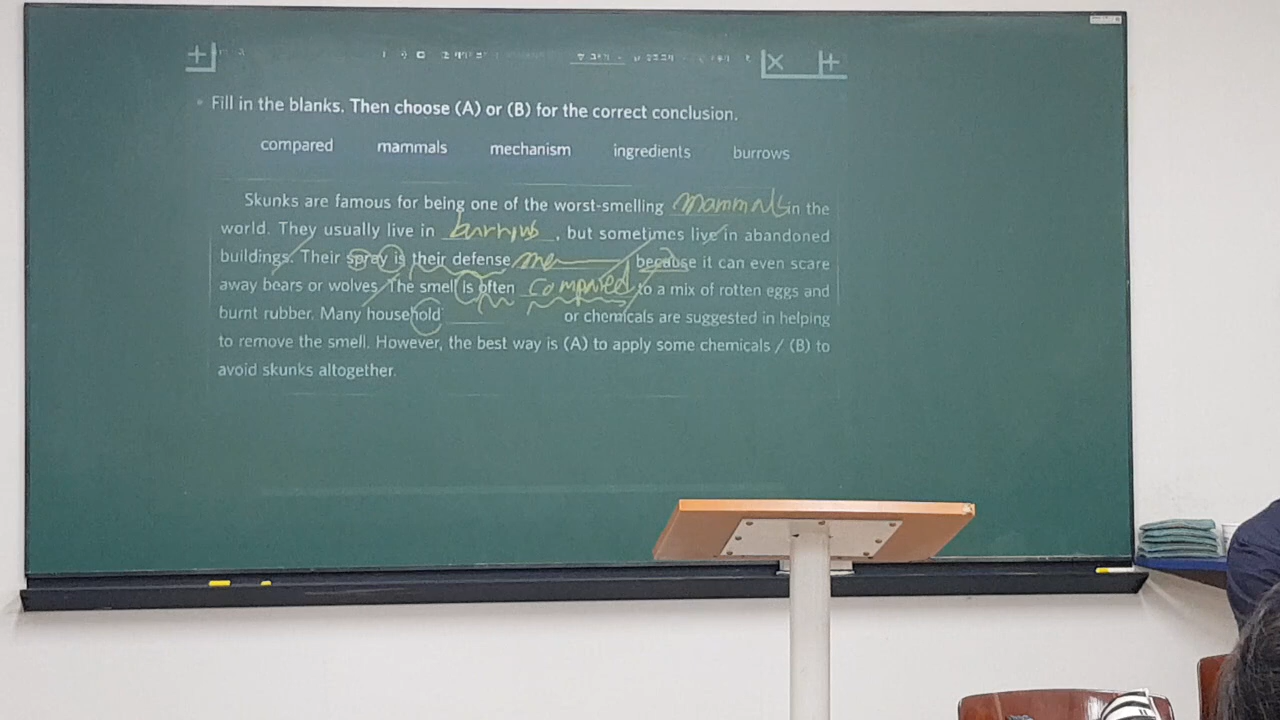 Fill in the blanks. Then choose (A) or (B) for the correct conclusion.
compared mammals mechanism ingredients burrows
Skunks are famous for being one of the worst-smelling mammals in the
world. They usually live in burrows, but sometimes live in abandoned
buildings. Their spray is their defense me because it can even scare
away bears or wolves. The smell is often compared to a mix of rotten eggs and
burnt rubber. Many household or chemicals are suggested in helping
to remove the smell. However, the best way is (A) to apply some chemicals / (B) to
avoid skunks altogether.